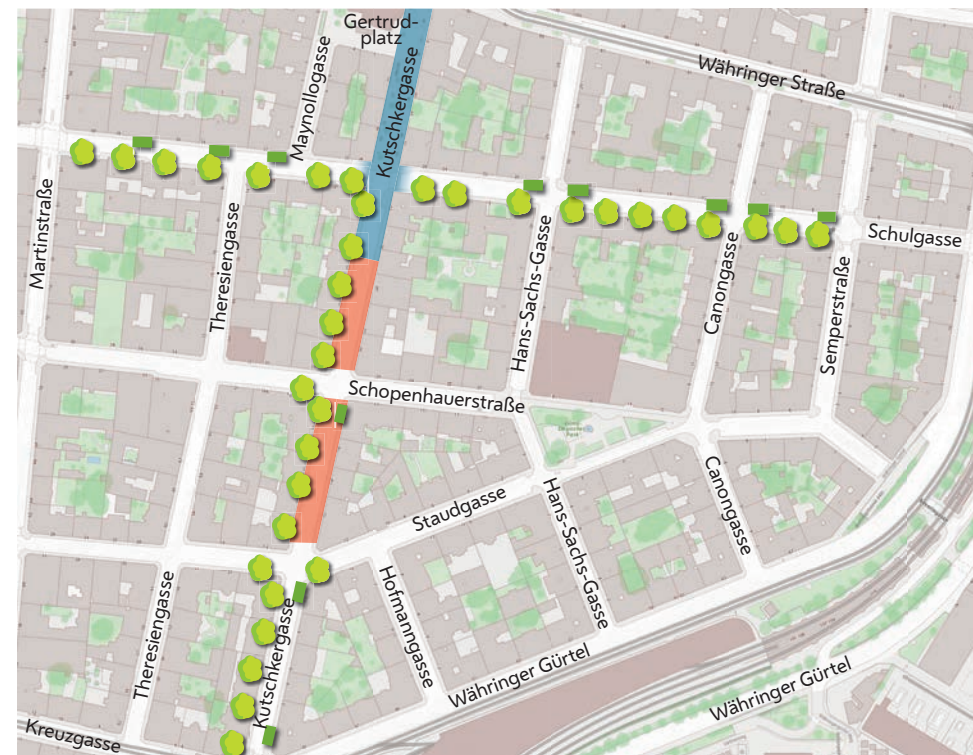 Gertrud-
platz
Maynollogasse
Kutschkergasse
Währinger Straße
Martinstraße
Theresiengasse
Hans-Sachs-Gasse
Canongasse
Semperstraße
Schulgasse
Schopenhauerstraße
Staudgasse
Hans-Sachs-Gasse
Canongasse
Theresiengasse
Kutschkergasse
Hofmanngasse
Währinger Gürtel
Währinger Gürtel
Kreuzgasse